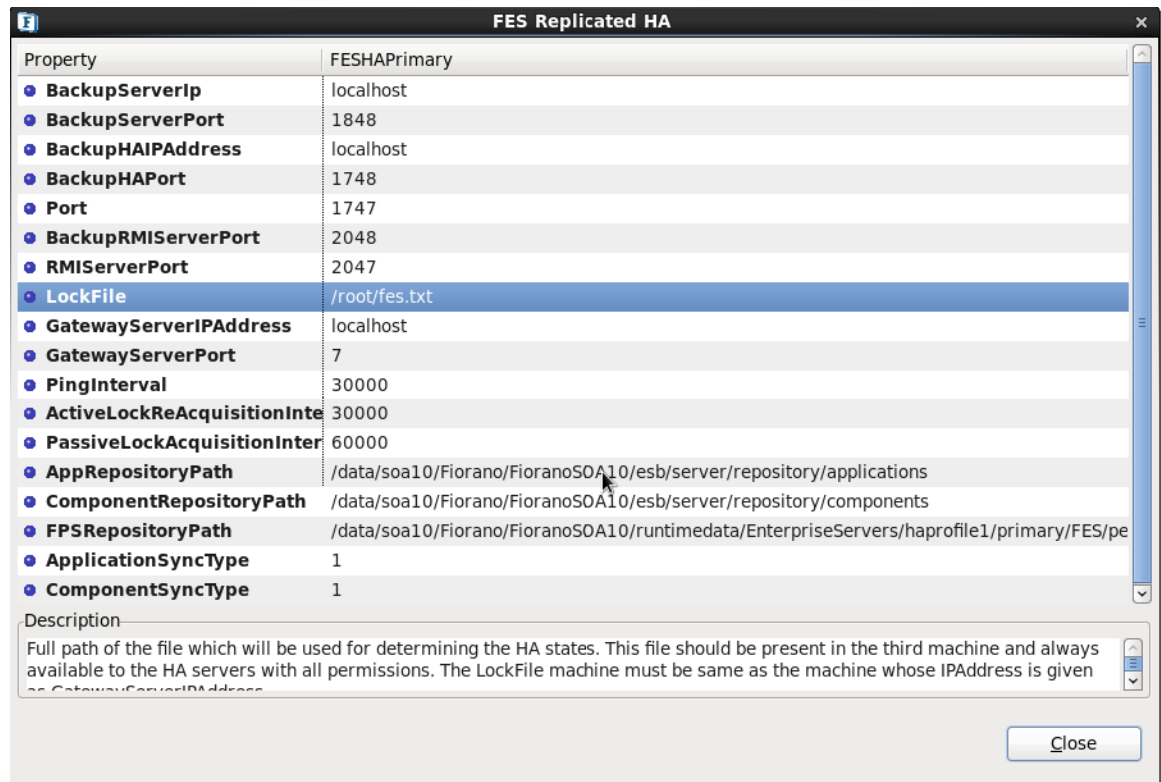 FES Replicated HA
Property FESHAPrimary
BackupServerIp localhost
BackupServerPort 1848
BackupHAIPAddress localhost
BackupHAPort 1748
Port 1747
BackupRMIServerPort 2048
RMIServerPort 2047
LockFile /root/fes.txt
GatewayServerIPAddress localhost
GatewayServerPort 7
PingInterval 30000
ActiveLockReAcquisitionInte 30000
PassiveLockAcquisitionInter 60000
AppRepositoryPath /data/soa10/Fiorano/FioranoSOA10/esb/server/repository/applications
ComponentRepositoryPath /data/soa10/Fiorano/FioranoSOA10/esb/server/repository/components
FPSRepositoryPath /data/soa10/Fiorano/FioranoSOA10/runtimedata/EnterpriseServers/haprofile1/primary/FES/pe
ApplicationSyncType 1
ComponentSyncType 1
Description
Full path of the file which will be used for determining the HA states. This file should be present in the third machine and always
available to the HA servers with all permissions. The LockFile machine must be same as the machine whose IPAddress is given
as GatewayServerIPAddress
Close